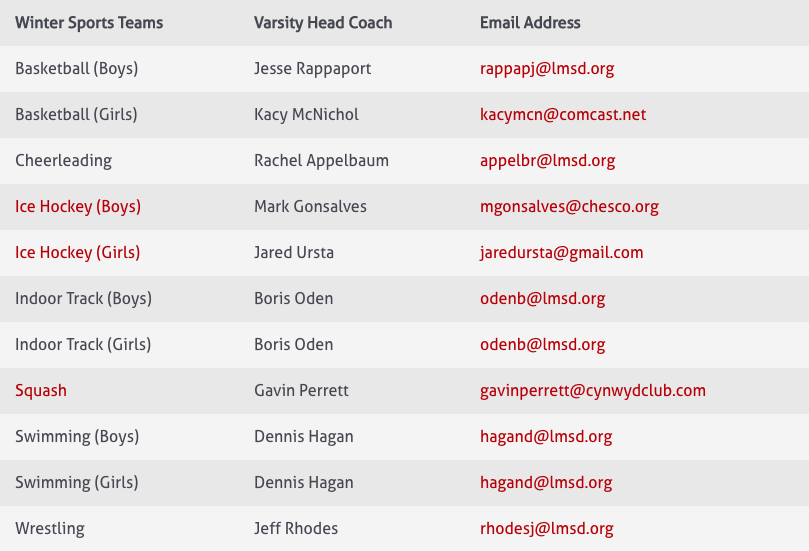 Winter Sports Teams Varsity Head Coach Email Address
Basketball (Boys) Jesse Rappaport rappapj@lmsd.org
Basketball (Girls) Kacy McNichol kacymcn@comcast.net
Cheerleading Rachel Appelbaum appelbr@lmsd.org
Ice Hockey (Boys) Mark Gonsalves mgonsalves@chesco.org
Ice Hockey (Girls) Jared Ursta jaredursta@gmail.com
Indoor Track (Boys) Boris Oden odenb@lmsd.org
Indoor Track (Girls) Boris Oden odenb@lmsd.org
Squash Gavin Perrett gavinperrett@cynwydclub.com
Swimming (Boys) Dennis Hagan hagand@lmsd.org
Swimming (Girls) Dennis Hagan hagand@lmsd.org
Wrestling Jeff Rhodes rhodesj@lmsd.org